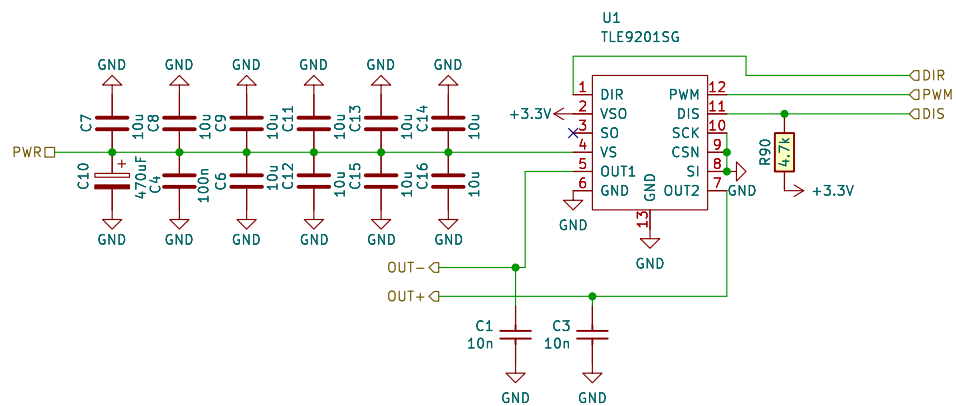 U1
TLE9201SG
GND GND GND GND GND GND
C7 10u C8 10u C9 10u C11 10u C13 10u C14 10u
PWR
C10 + 470uF C4 100n C6 10u C12 10u C15 10u C16 10u
GND GND GND GND GND GND
1 DIR PWM 12 DIR
+3.3V 2 VSO DIS 11 PWM
3 SO SCK 10 DIS
4 VS CSN 9
5 OUT1 SI 8
6 GND GND OUT2 7 GND
13
R90 4.7k
+3.3V
GND
GND
OUT-
OUT+
C1
10n
C3
10n
GND
GND